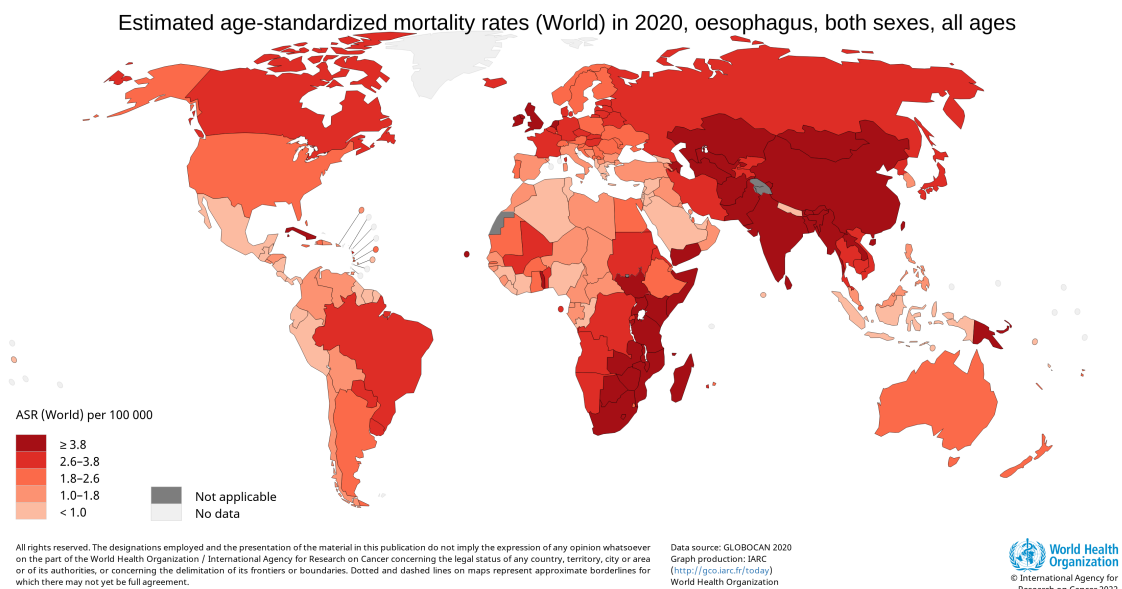 Estimated age-standardized mortality rates (World) in 2020, oesophagus, both sexes, all ages
ASR (World) per 100 000
≥ 3.8
2.6–3.8
1.8–2.6
1.0–1.8
< 1.0
Not applicable
No data
All rights reserved. The designations employed and the presentation of the material in this publication do not imply the expression of any opinion whatsoever
on the part of the World Health Organization / International Agency for Research on Cancer concerning the legal status of any country, territory, city or area
or of its authorities, or concerning the delimitation of its frontiers or boundaries. Dotted and dashed lines on maps represent approximate borderlines for
which there may not yet be full agreement.
Data source: GLOBOCAN 2020
Graph production: IARC
(http://gco.iarc.fr/today)
World Health Organization
World Health
Organization
© International Agency for
Research on Cancer 2022